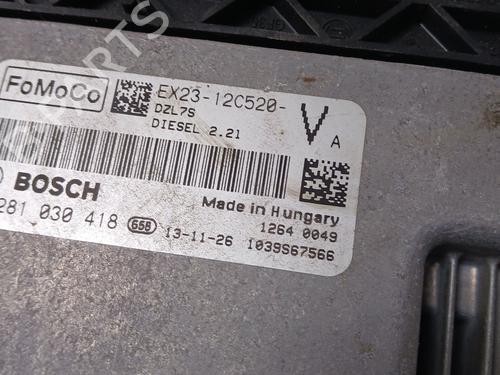 FoMoCo
EX23-12C520-
DZL7S
DIESEL 2.2l
V A
BOSCH
Made in Hungary
281 030 418 658 13-11-26
1264 0049
1039S67566